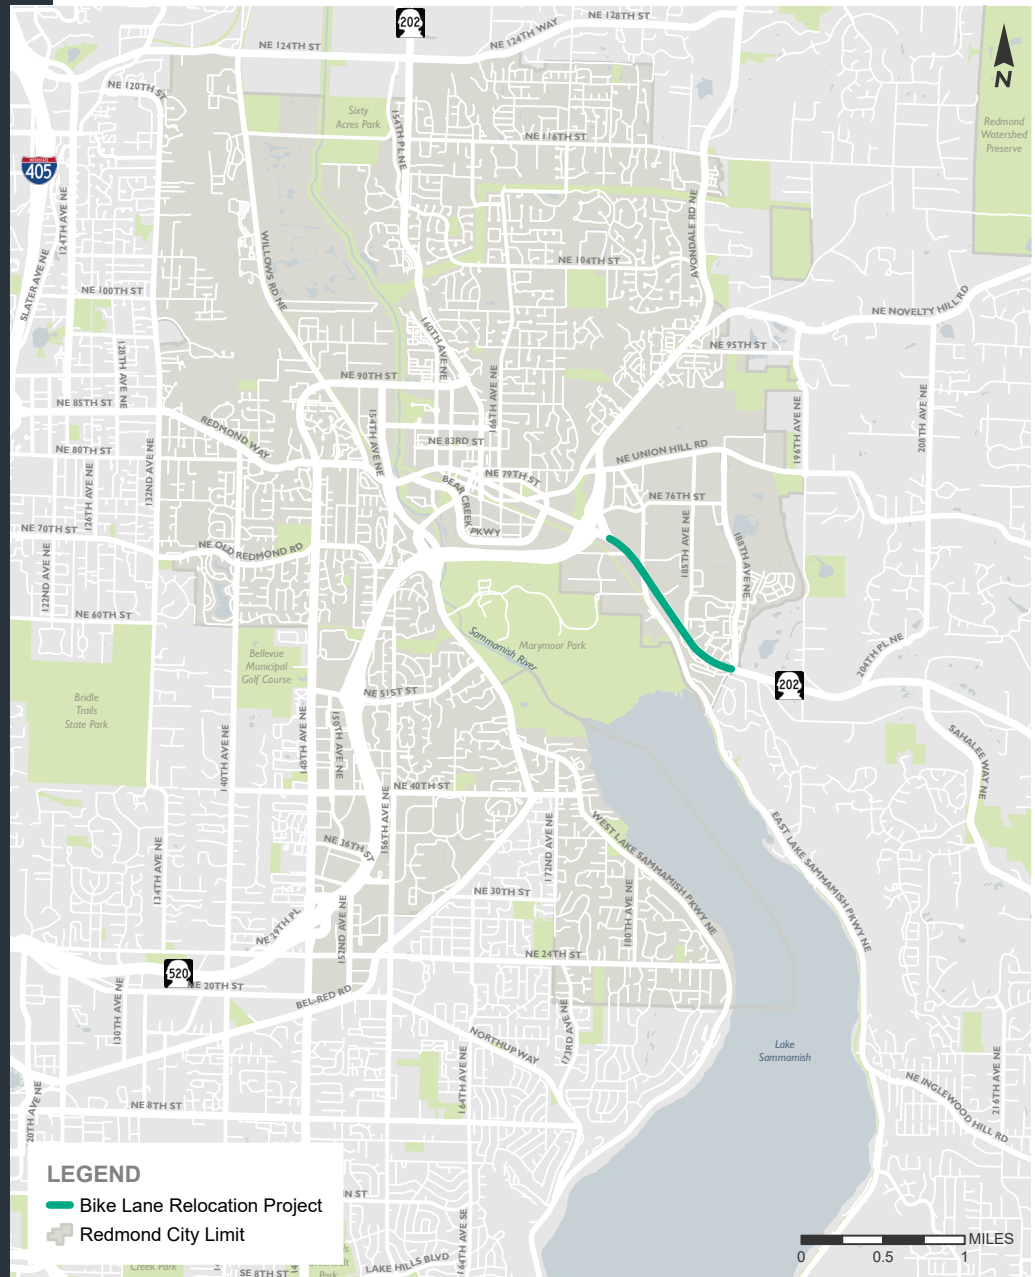 202
NE 128TH ST
NE 124TH ST
NE 124TH WAY
N
NE 120TH ST
Sixty
Acres Park
154TH PL NE
NE 116TH ST
Redmond
Watershed
Preserve
INTERSTATE
405
124TH AVE NE
AVONDALE RD NE
WILLOWS RD NE
SLATER AVE NE
NE 104TH ST
NE 100TH ST
NE NOVELTY HILL RD
160TH AVE NE
128TH AVE NE
NE 95TH ST
NE 90TH ST
166TH AVE NE
NE 85TH ST
154TH AVE NE
196TH AVE NE
208TH AVE NE
REDMOND WAY
NE 83RD ST
NE 80TH ST
132ND AVE NE
NE UNION HILL RD
126TH AVE NE
NE 79TH ST
BEAR CREEK
PKWY
NE 76TH ST
NE 70TH ST
185TH AVE NE
188TH AVE NE
NE OLD REDMOND RD
122ND AVE NE
NE 60TH ST
Sammamish River
Marymoor Park
204TH PL NE
Bellevue
Municipal
Golf Course
202
Bridle
Trails
State Park
NE 51ST ST
148TH AVE NE
150TH AVE NE
140TH AVE NE
SAHALEE WAY NE
NE 40TH ST
156TH AVE NE
WEST LAKE SAMMAMISH PKWY NE
EAST LAKE SAMMAMISH PKWY NE
172ND AVE NE
134TH AVE NE
NE 36TH ST
NE 30TH ST
180TH AVE NE
NE 29TH PL
152ND AVE NE
NE 24TH ST
520
NE 20TH ST
BEL-RED RD
130TH AVE NE
173RD AVE NE
NORTHUP WAY
Lake
Sammamish
164TH AVE NE
216TH AVE NE
NE INGLEWOOD HILL RD
20TH AVE NE
NE 8TH ST
LEGEND
Bike Lane Relocation Project
Redmond City Limit
N ST
164TH AVE SE
LAKE HILLS BLVD
Creek Park
Park
SE 8TH ST
MILES
0 0.5 1